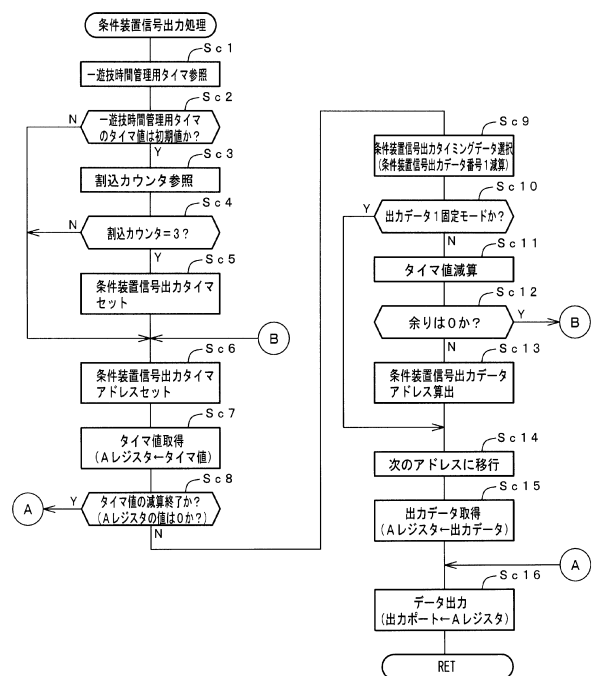 条件装置信号出力処理
Sc1
一遊技時間管理用タイマ参照
Sc2
一遊技時間管理用タイマ
のタイマ値は初期値か?
N
Y
Sc3
割込カウンタ参照
Sc4
割込カウンタ=3?
N
Y
Sc5
条件装置信号出力タイマ
セット
B
Sc6
条件装置信号出力タイマ
アドレスセット
Sc7
タイマ値取得
(Aレジスタ←タイマ値)
Sc8
タイマ値の減算終了か?
(Aレジスタの値は0か?)
Y
A
N
Sc9
条件装置信号出力タイミングデータ選択
(条件装置信号出力データ番号1減算)
Sc10
出力データ1固定モードか?
Y
N
Sc11
タイマ値減算
Sc12
余りは0か?
Y
B
N
Sc13
条件装置信号出力データ
アドレス算出
Sc14
次のアドレスに移行
Sc15
出力データ取得
(Aレジスタ←出力データ)
A
Sc16
データ出力
(出力ポート←Aレジスタ)
RET